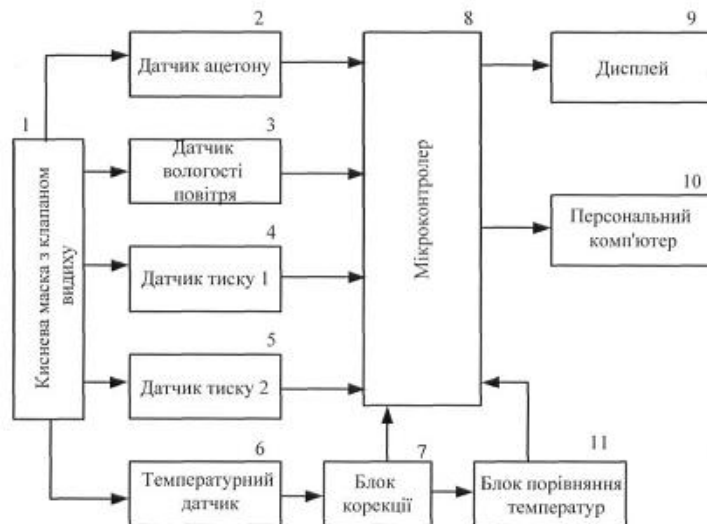 2
Датчик ацетону
8
9
Дисплей
1
Киснева маска з клапаном
видиху
3
Датчик
вологості
повітря
Мікроконтролер
10
Персональний
комп'ютер
4
Датчик тиску 1
5
Датчик тиску 2
6
Температурний
датчик
7
Блок
корекції
11
Блок порівняння
температур